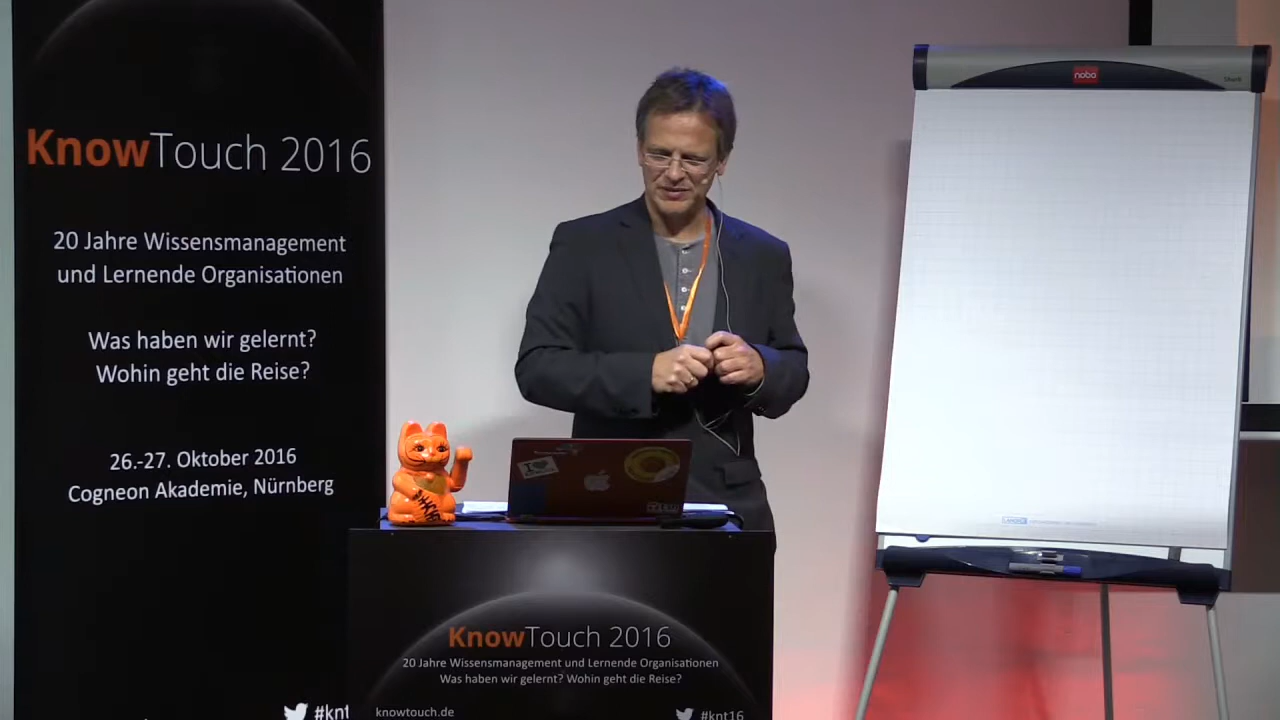 KnowTouch 2016
20 Jahre Wissensmanagement
und Lernende Organisationen
Was haben wir gelernt?
Wohin geht die Reise?
26.-27. Oktober 2016
Cogneon Akademie, Nürnberg
#knt
nobo
I
KnowTouch 2016
20 Jahre Wissensmanagement und Lernende Organisationen
Was haben wir gelernt? Wohin geht die Reise?
knowtouch.de
#knt16